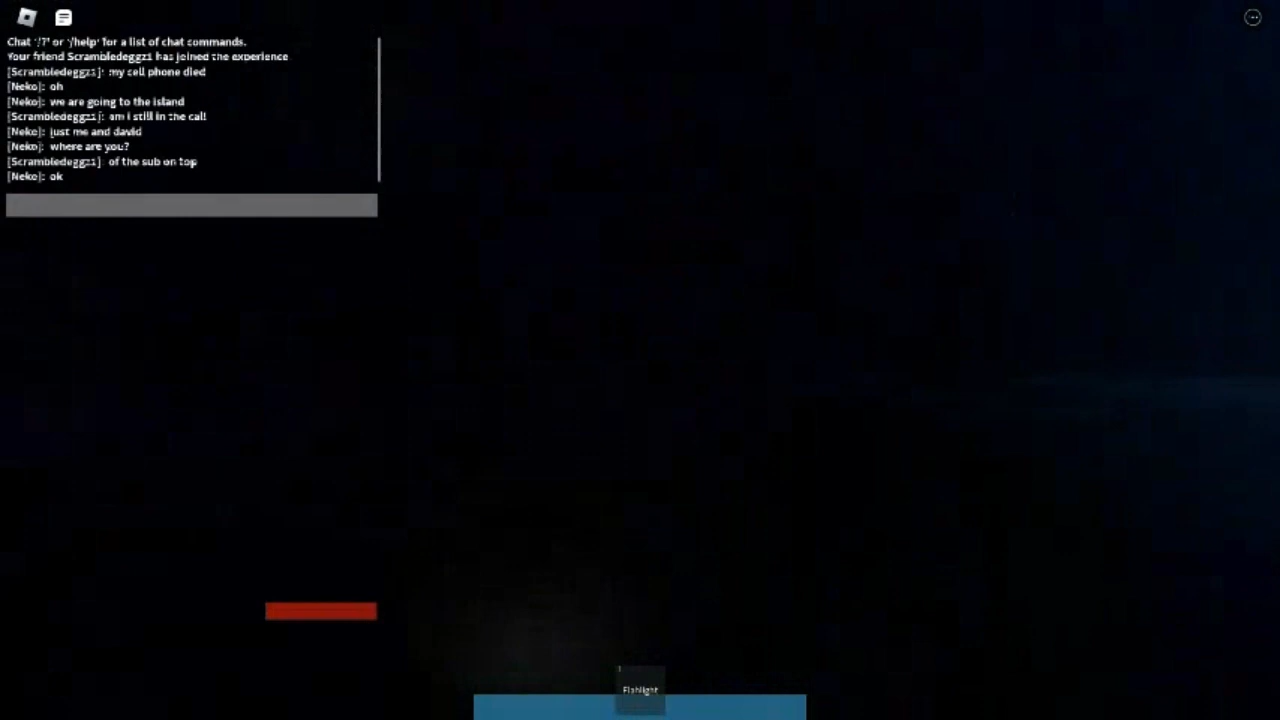 Chat '/?' or '/help' for a list of chat commands.
Your friend Scrambledeggz1 has joined the experience
[Scrambledeggz1]: my cell phone died
[Neko]: oh
[Neko]: we are going to the island
[Scrambledeggz1]: am i still in the call
[Neko]: just me and david
[Neko]: where are you?
[Scrambledeggz1]: of the sub on top
[Neko]: ok
1
Flahlight